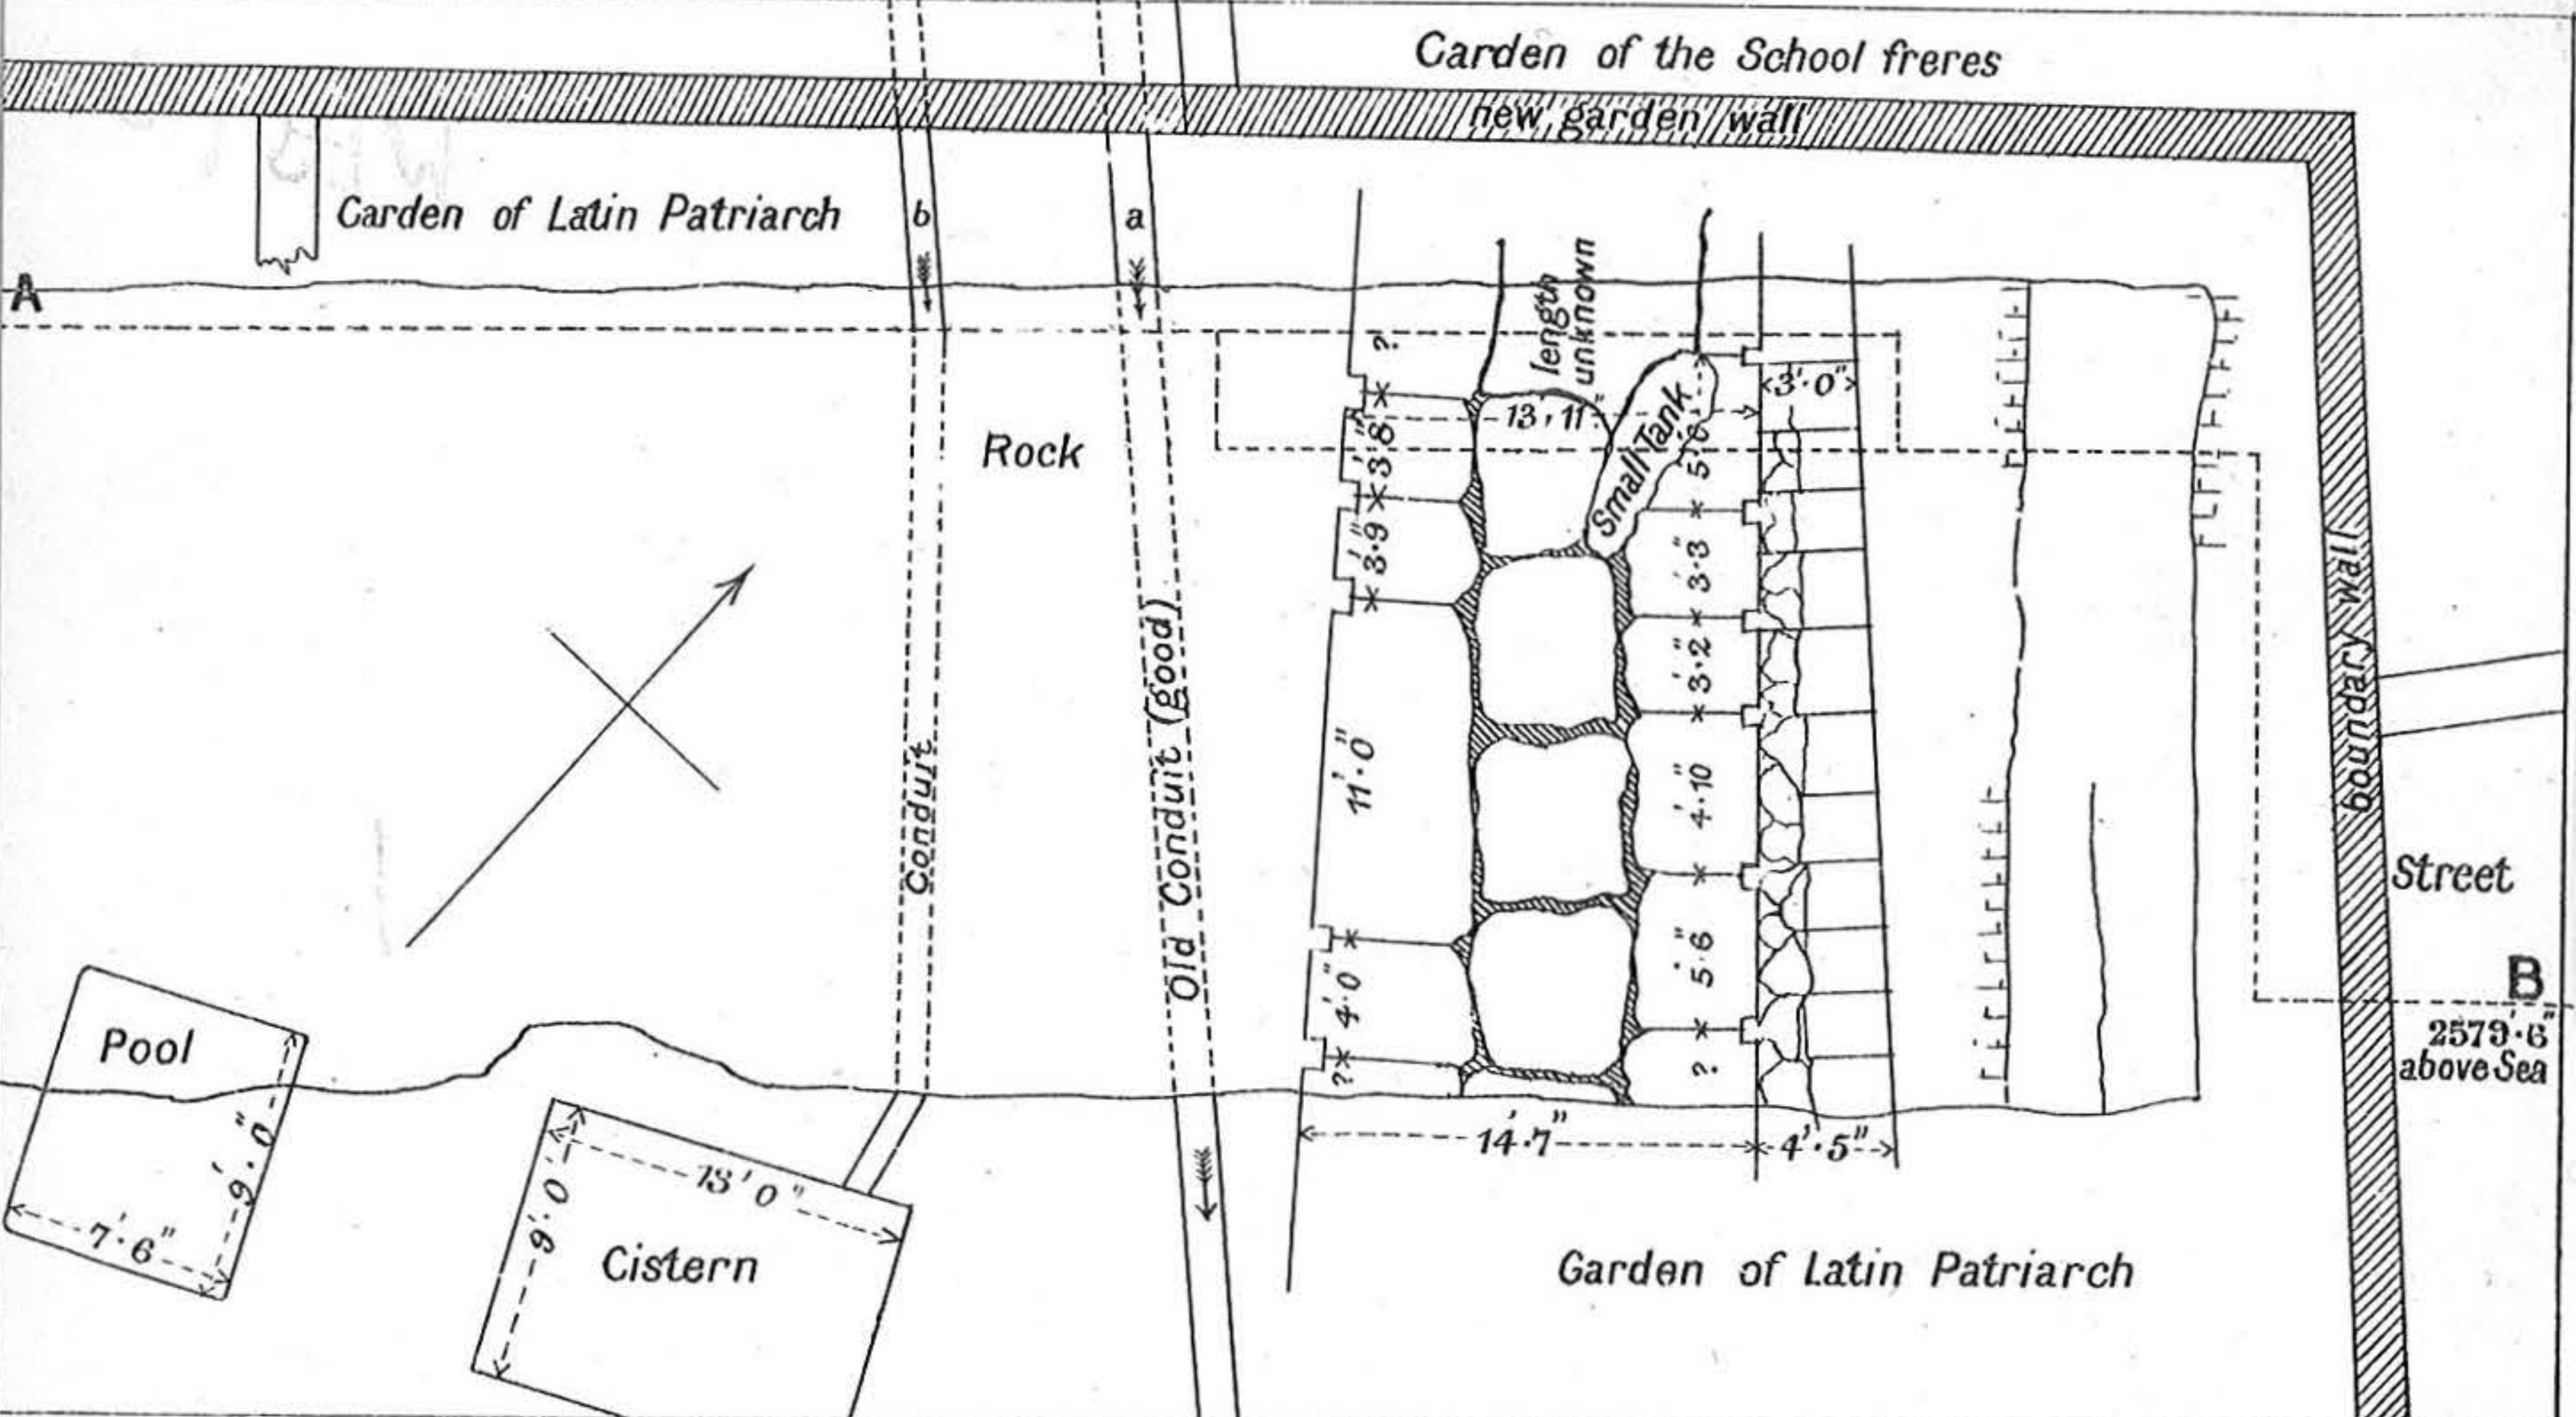 Garden of the School freres
new garden wall
Garden of Latin Patriarch
b
a
A
length
unknown
?
3'·0"
13'·11"
Small Tank
3'·8"
5'·6"
Rock
3'·9"
3'·3"
3'·2"
boundary wall
Conduit
Old Conduit (good)
11'·0"
4'·10"
Street
5'·6"
4'·0"
B
2579'·6"
above Sea
Pool
?
?
9'·0"
7'·6"
13'0"
9'·0"
Cistern
14'·7"
4'·5"
Garden of Latin Patriarch